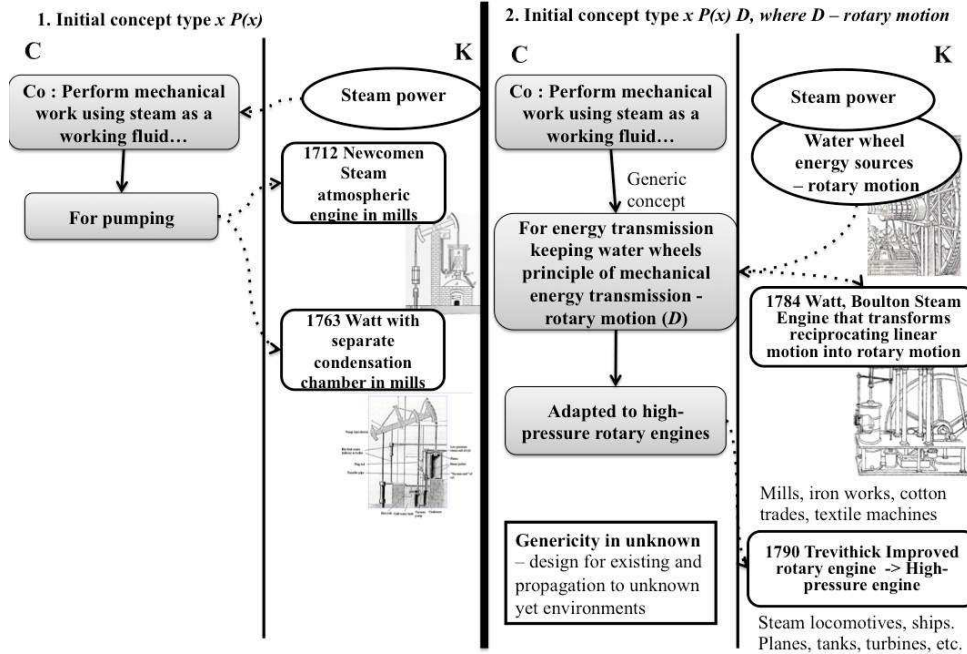 1. Initial concept type x P(x)
C
K
Co : Perform mechanical
work using steam as a
working fluid…
Steam power
1712 Newcomen
Steam
atmospheric
engine in mills
For pumping
1763 Watt with
separate
condensation
chamber in mills
2. Initial concept type x P(x) D, where D – rotary motion
C
K
Co : Perform mechanical
work using steam as a
working fluid…
Steam power
Water wheel
energy sources
– rotary motion
Generic
concept
For energy transmission
keeping water wheels
principle of mechanical
energy transmission -
rotary motion (D)
1784 Watt, Boulton Steam
Engine that transforms
reciprocating linear
motion into rotary motion
Adapted to high-
pressure rotary engines
Mills, iron works, cotton
trades, textile machines
Genericity in unknown
– design for existing and
propagation to unknown
yet environments
1790 Trevithick Improved
rotary engine -> High-
pressure engine
Steam locomotives, ships.
Planes, tanks, turbines, etc.